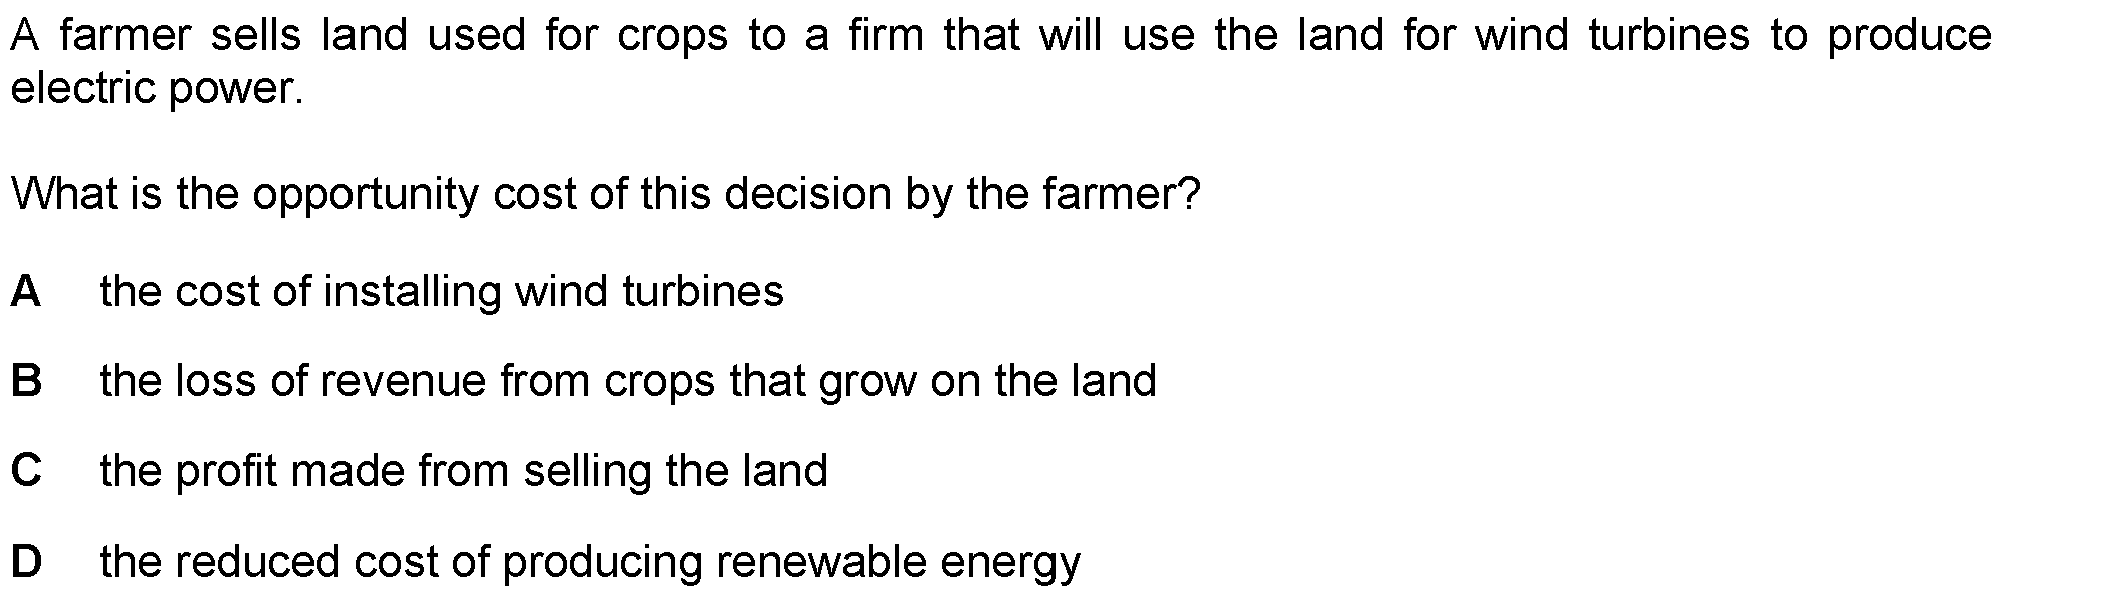 A farmer sells land used for crops to a firm that will use the land for wind turbines to produce
electric power.
What is the opportunity cost of this decision by the farmer?
A the cost of installing wind turbines
B the loss of revenue from crops that grow on the land
C the profit made from selling the land
D the reduced cost of producing renewable energy